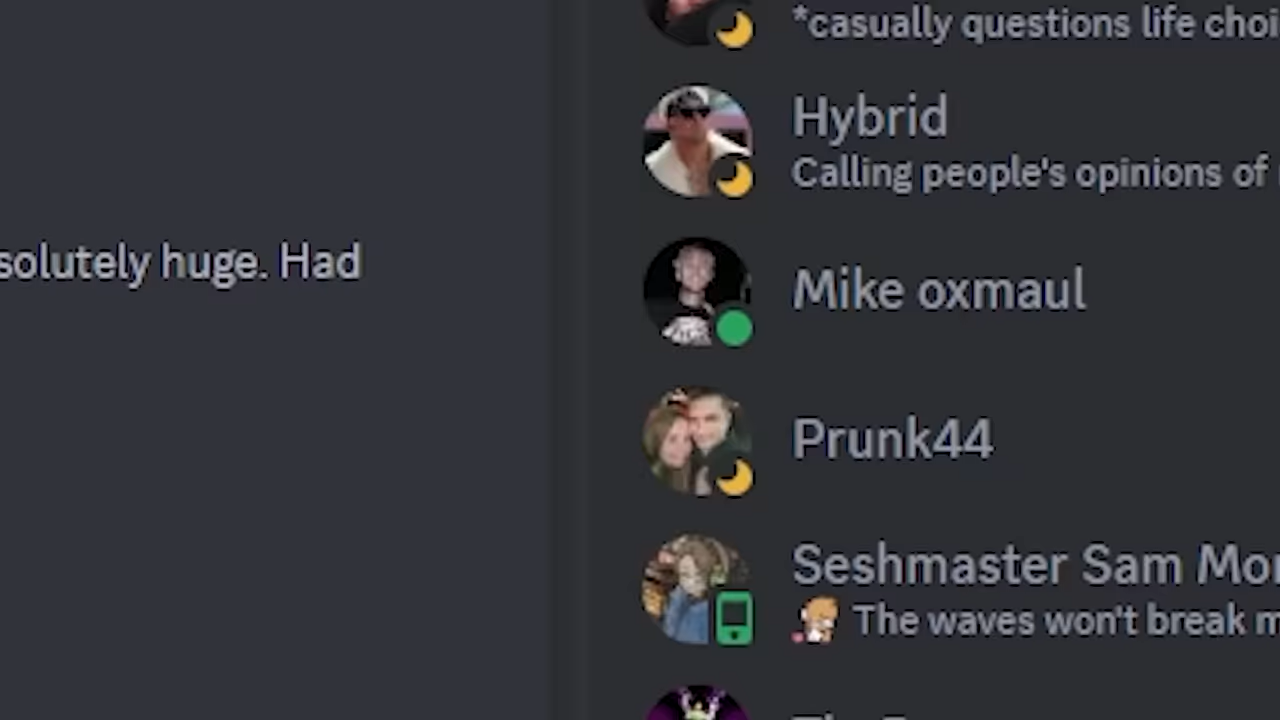 *casually questions life choi
Hybrid
Calling people's opinions of
solutely huge. Had
Mike oxmaul
Prunk44
Seshmaster Sam Mor
The waves won't break m